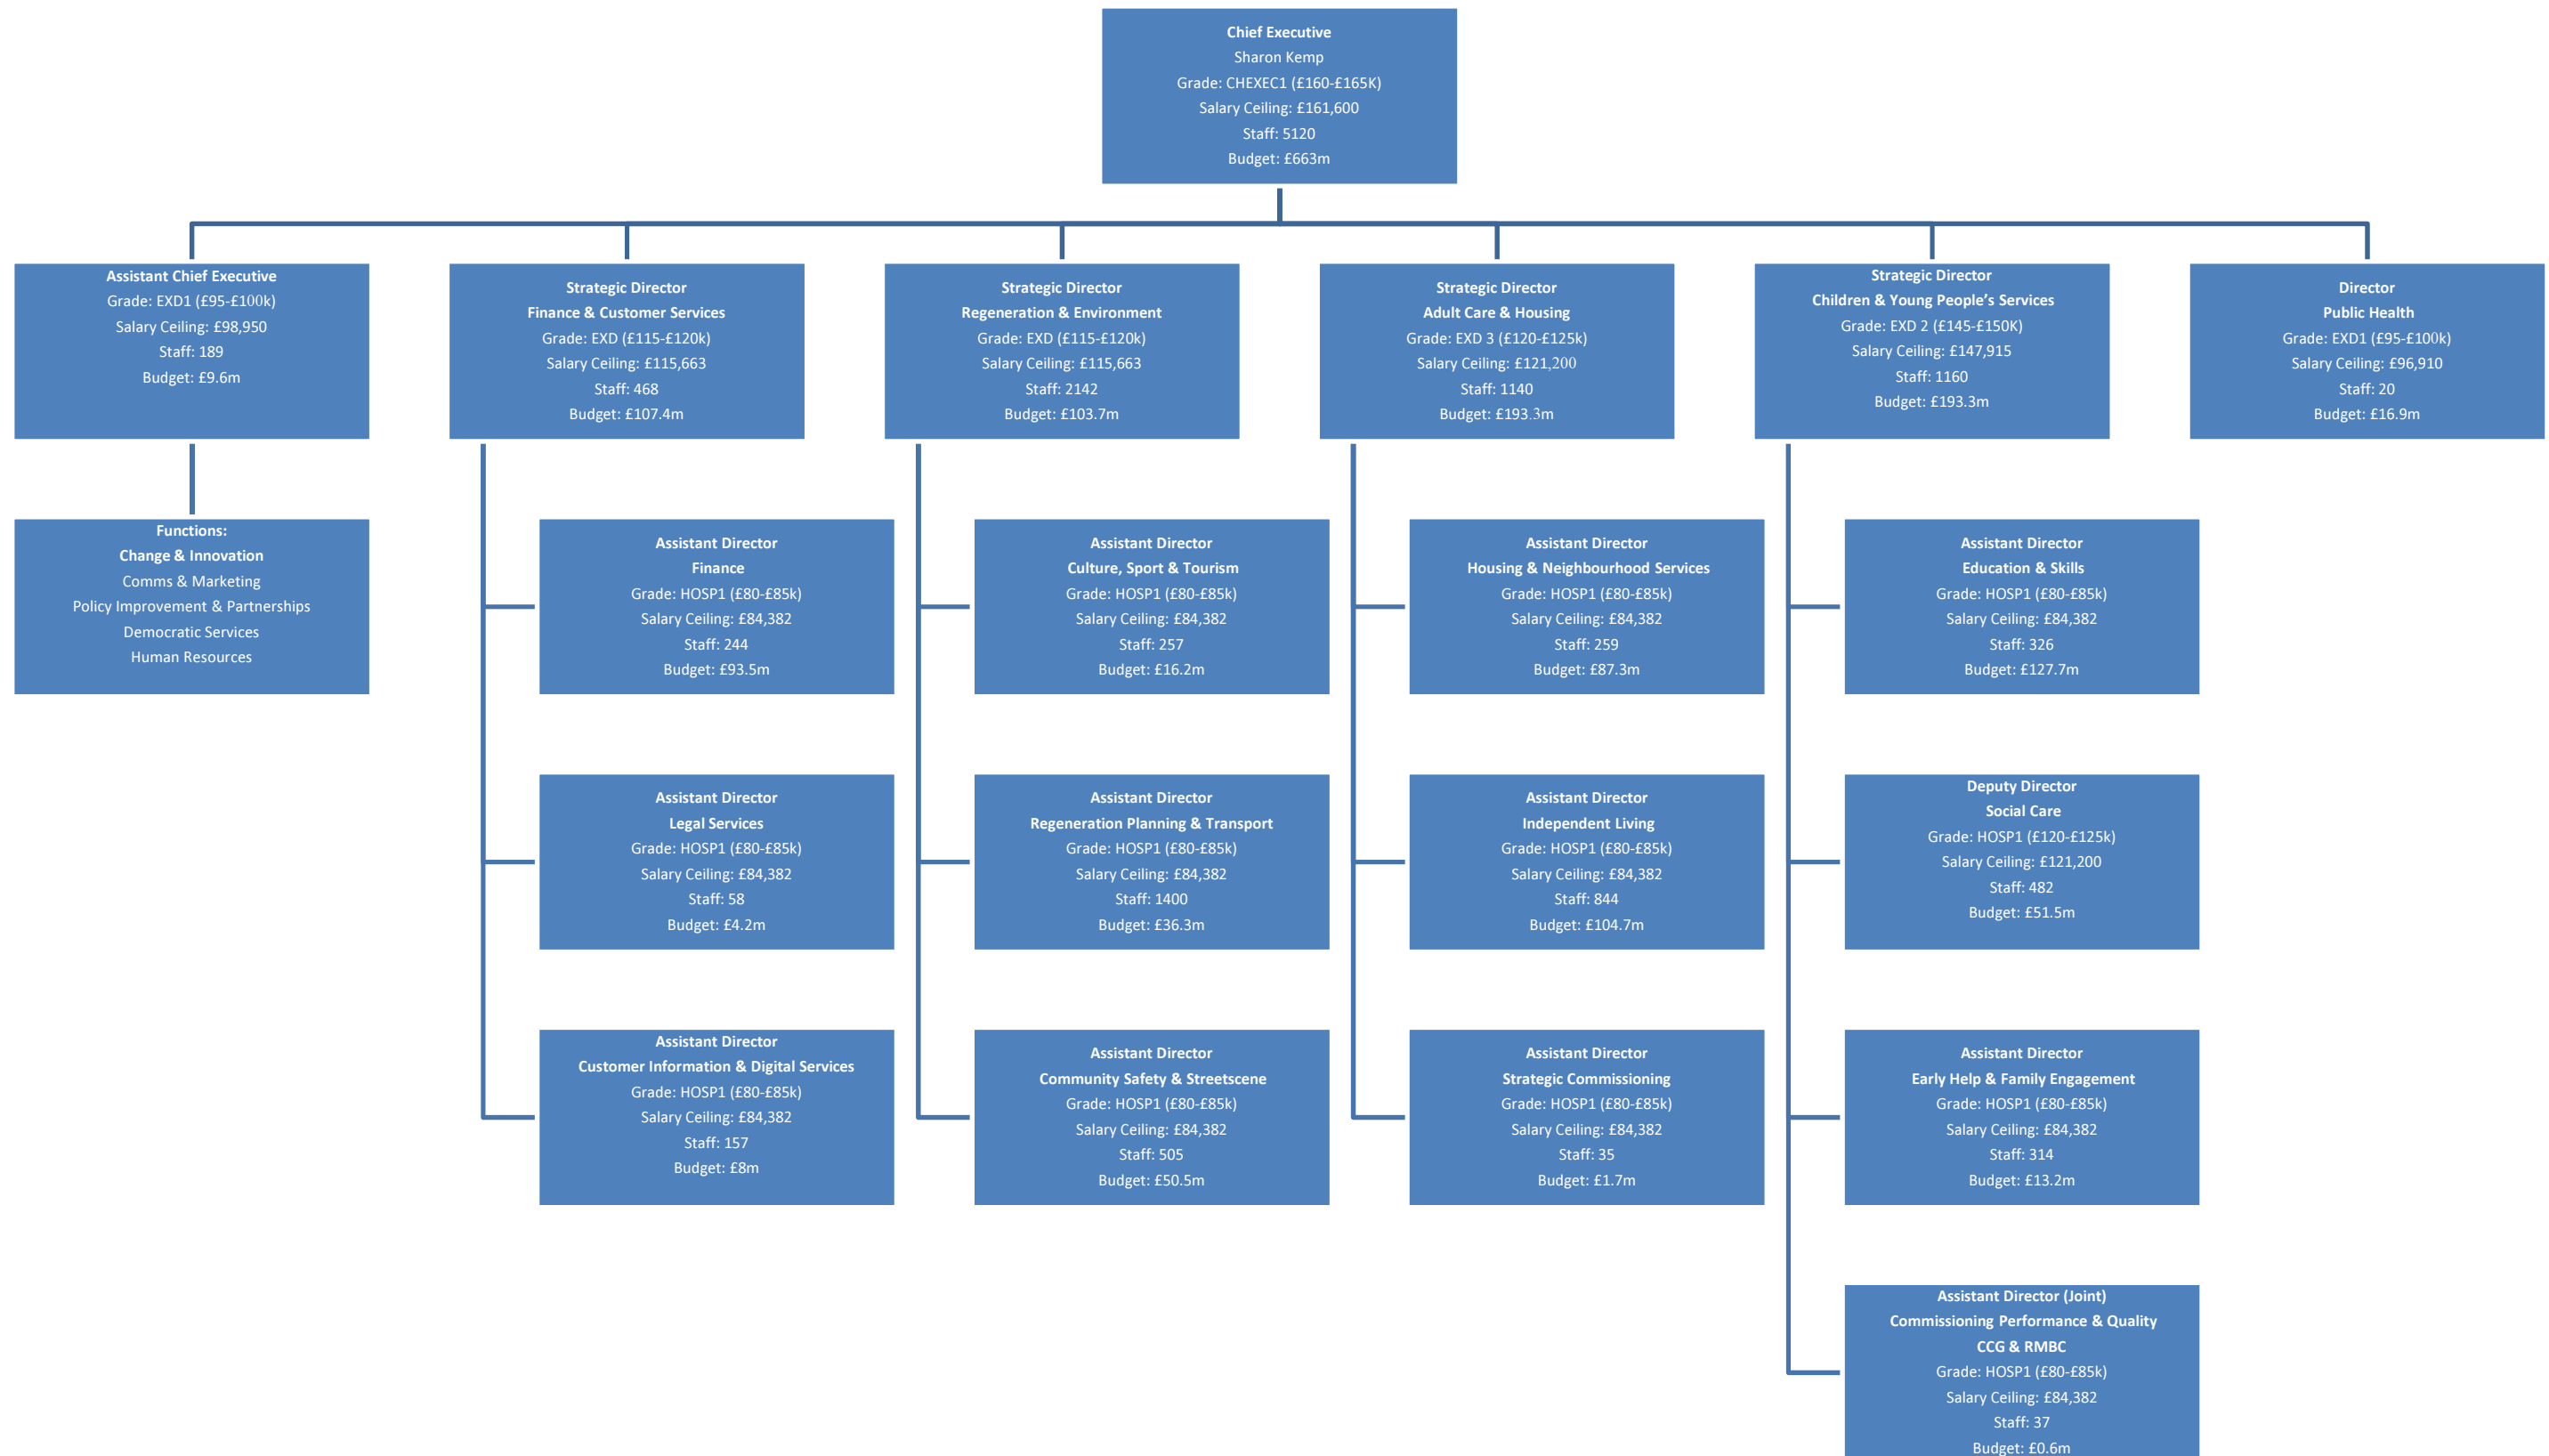 Chief Executive
Sharon Kemp
Grade: CHEXEC1 (£160-£165K)
Salary Ceiling: £161,600
Staff: 5120
Budget: £663m
Assistant Chief Executive
Grade: EXD1 (£95-£100k)
Salary Ceiling: £98,950
Staff: 189
Budget: £9.6m
Strategic Director
Finance & Customer Services
Grade: EXD (£115-£120k)
Salary Ceiling: £115,663
Staff: 468
Budget: £107.4m
Strategic Director
Regeneration & Environment
Grade: EXD (£115-£120k)
Salary Ceiling: £115,663
Staff: 2142
Budget: £103.7m
Strategic Director
Adult Care & Housing
Grade: EXD 3 (£120-£125k)
Salary Ceiling: £121,200
Staff: 1140
Budget: £193.3m
Strategic Director
Children & Young People’s Services
Grade: EXD 2 (£145-£150K)
Salary Ceiling: £147,915
Staff: 1160
Budget: £193.3m
Director
Public Health
Grade: EXD1 (£95-£100k)
Salary Ceiling: £96,910
Staff: 20
Budget: £16.9m
Functions:
Change & Innovation
Comms & Marketing
Policy Improvement & Partnerships
Democratic Services
Human Resources
Assistant Director
Finance
Grade: HOSP1 (£80-£85k)
Salary Ceiling: £84,382
Staff: 244
Budget: £93.5m
Assistant Director
Culture, Sport & Tourism
Grade: HOSP1 (£80-£85k)
Salary Ceiling: £84,382
Staff: 257
Budget: £16.2m
Assistant Director
Housing & Neighbourhood Services
Grade: HOSP1 (£80-£85k)
Salary Ceiling: £84,382
Staff: 259
Budget: £87.3m
Assistant Director
Education & Skills
Grade: HOSP1 (£80-£85k)
Salary Ceiling: £84,382
Staff: 326
Budget: £127.7m
Assistant Director
Legal Services
Grade: HOSP1 (£80-£85k)
Salary Ceiling: £84,382
Staff: 58
Budget: £4.2m
Assistant Director
Regeneration Planning & Transport
Grade: HOSP1 (£80-£85k)
Salary Ceiling: £84,382
Staff: 1400
Budget: £36.3m
Assistant Director
Independent Living
Grade: HOSP1 (£80-£85k)
Salary Ceiling: £84,382
Staff: 844
Budget: £104.7m
Deputy Director
Social Care
Grade: HOSP1 (£120-£125k)
Salary Ceiling: £121,200
Staff: 482
Budget: £51.5m
Assistant Director
Customer Information & Digital Services
Grade: HOSP1 (£80-£85k)
Salary Ceiling: £84,382
Staff: 157
Budget: £8m
Assistant Director
Community Safety & Streetscene
Grade: HOSP1 (£80-£85k)
Salary Ceiling: £84,382
Staff: 505
Budget: £50.5m
Assistant Director
Strategic Commissioning
Grade: HOSP1 (£80-£85k)
Salary Ceiling: £84,382
Staff: 35
Budget: £1.7m
Assistant Director
Early Help & Family Engagement
Grade: HOSP1 (£80-£85k)
Salary Ceiling: £84,382
Staff: 314
Budget: £13.2m
Assistant Director (Joint)
Commissioning Performance & Quality
CCG & RMBC
Grade: HOSP1 (£80-£85k)
Salary Ceiling: £84,382
Staff: 37
Budget: £0.6m